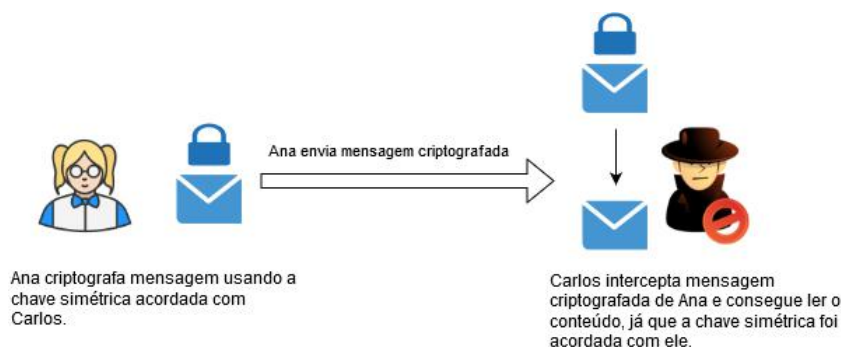 Ana envia mensagem criptografada
Ana criptografa mensagem usando a
chave simétrica acordada com
Carlos.
Carlos intercepta mensagem
criptografada de Ana e consegue ler o
conteúdo, já que a chave simétrica foi
acordada com ele.